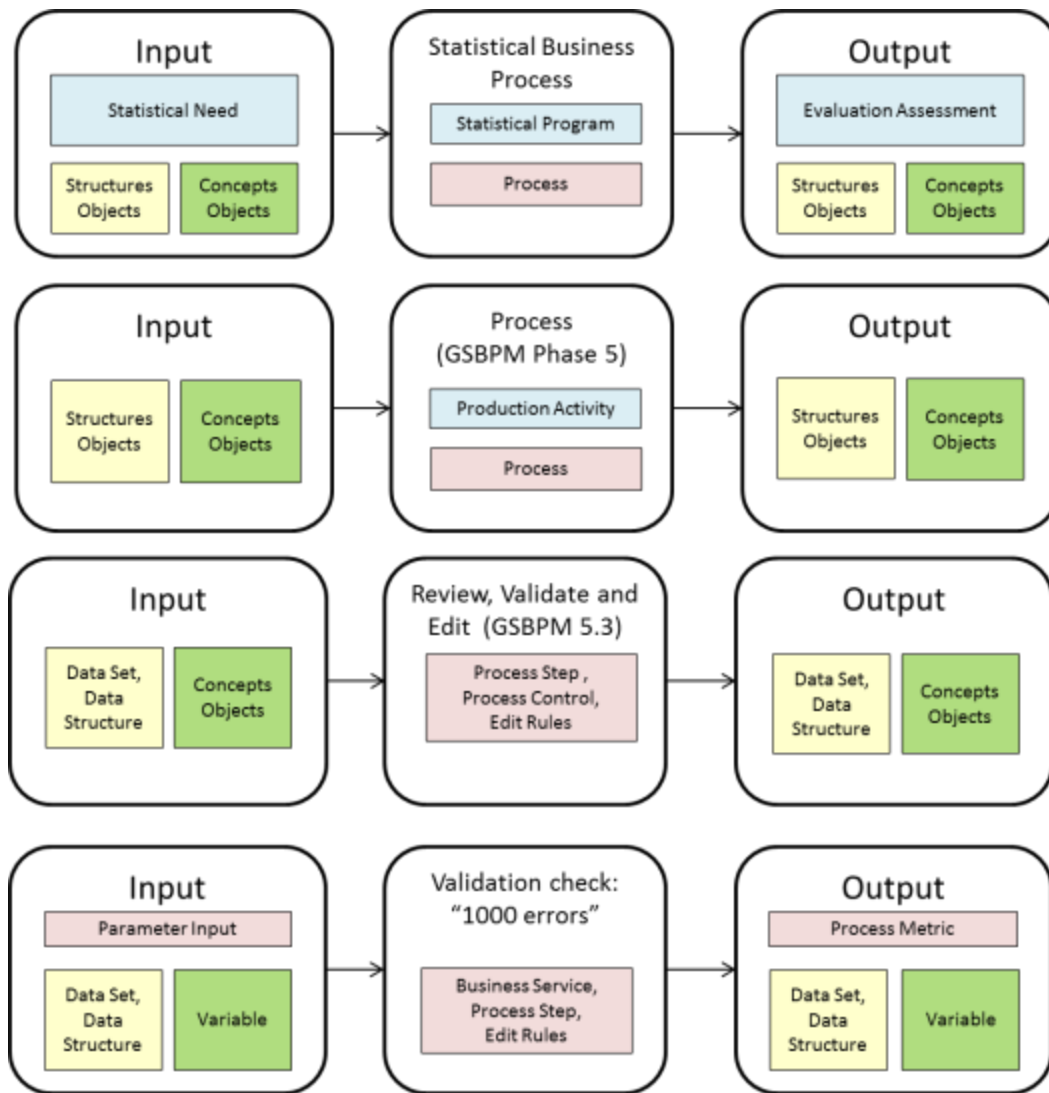 Input
Statistical Need
Structures
Objects
Concepts
Objects
Statistical Business
Process
Statistical Program
Process
Output
Evaluation Assessment
Structures
Objects
Concepts
Objects
Input
Structures
Objects
Concepts
Objects
Process
(GSBPM Phase 5)
Production Activity
Process
Output
Structures
Objects
Concepts
Objects
Input
Data Set,
Data
Structure
Concepts
Objects
Review, Validate and
Edit (GSBPM 5.3)
Process Step ,
Process Control,
Edit Rules
Output
Data Set,
Data
Structure
Concepts
Objects
Input
Parameter Input
Data Set,
Data
Structure
Variable
Validation check:
“1000 errors”
Business Service,
Process Step,
Edit Rules
Output
Process Metric
Data Set,
Data
Structure
Variable